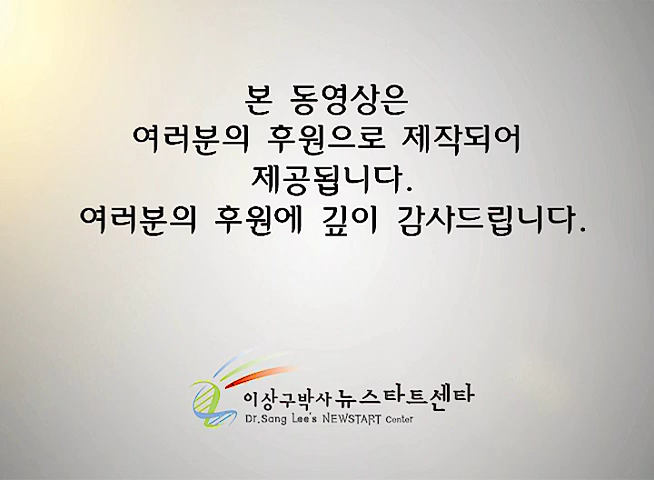 본 동영상은
여러분의 후원으로 제작되어
제공됩니다.
여러분의 후원에 깊이 감사드립니다.
이상구박사 뉴스타트센타
Dr.Sang Lee's NEWSTART Center